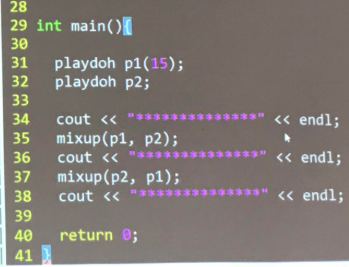 28
29 int main(){
30
31 playdoh p1(15);
32 playdoh p2;
33
34 cout << "**************" << endl;
35 mixup(p1, p2);
36 cout << "**************" << endl;
37 mixup(p2, p1);
38 cout << "**************" << endl;
39
40 return 0;
41 }